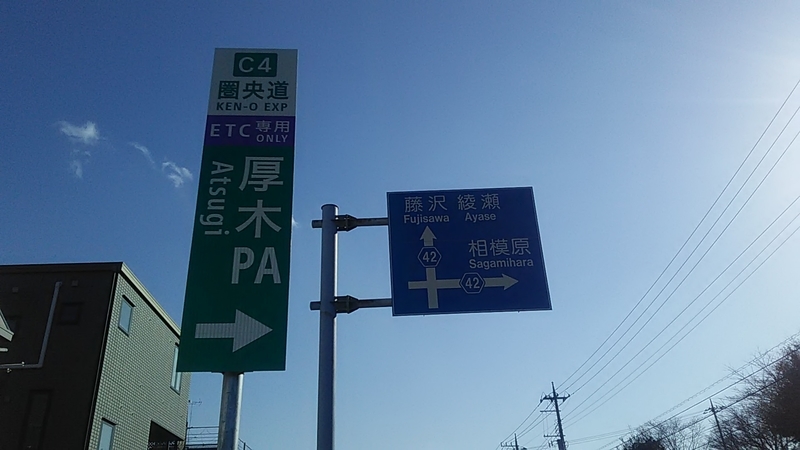 C4
圏央道
KEN-O EXP
ETC 専用
ONLY
厚木
Atsugi
PA
藤沢 綾瀬
Fujisawa Ayase
42
相模原
Sagamihara
42